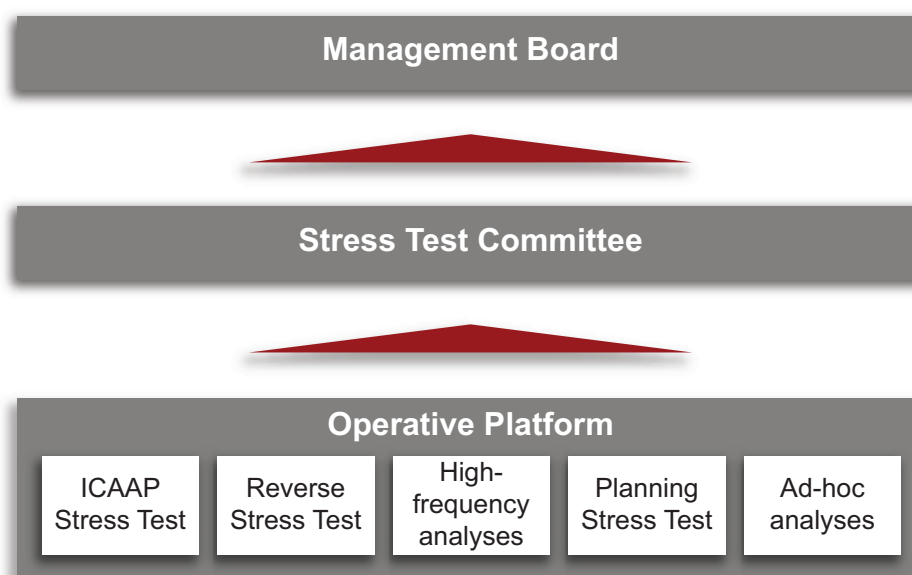 Management Board
Stress Test Committee
Operative Platform
ICAAP
Stress Test
Reverse
Stress Test
High-
frequency
analyses
Planning
Stress Test
Ad-hoc
analyses